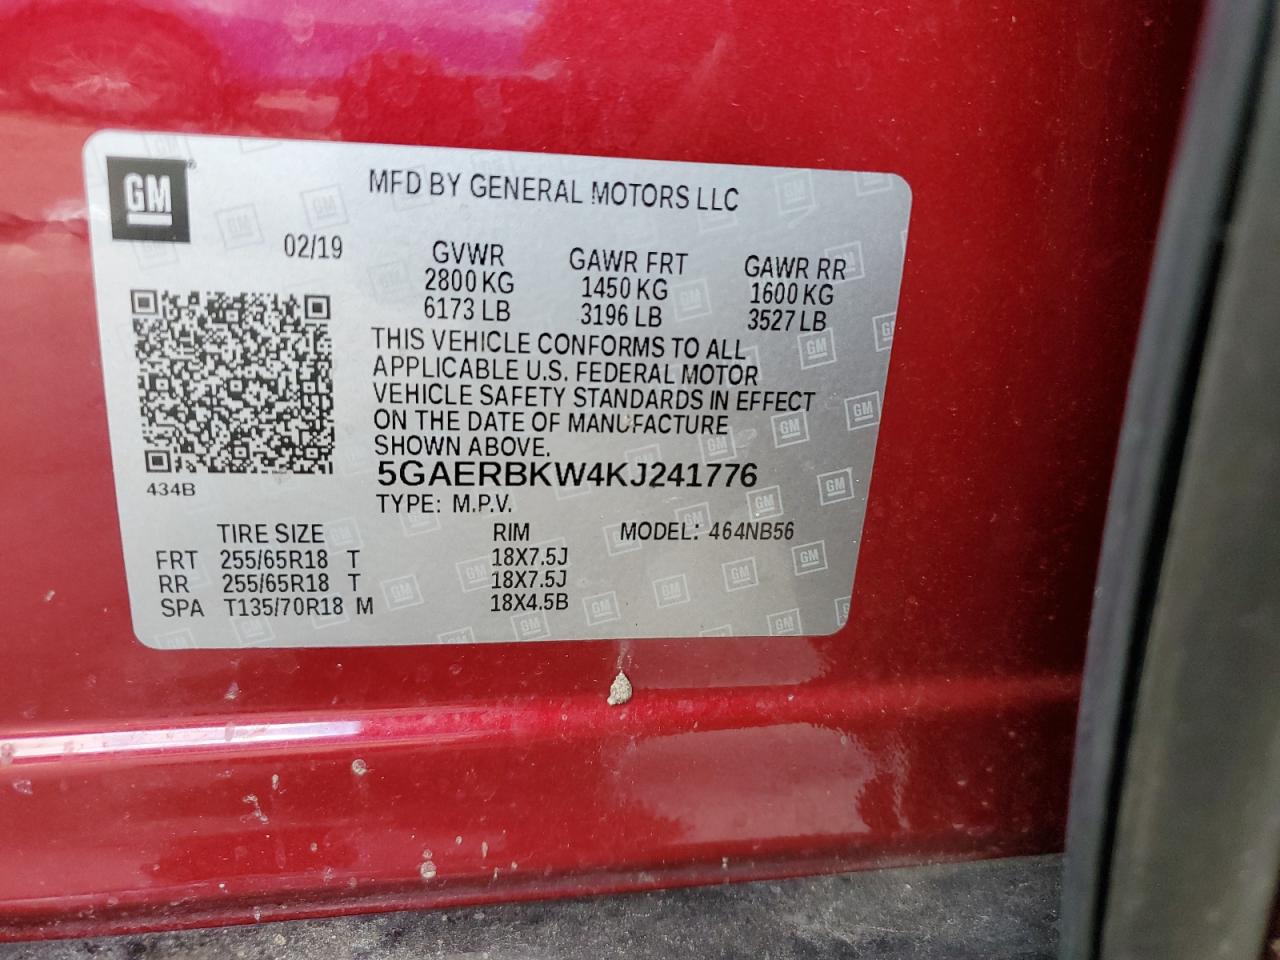 GM
MFD BY GENERAL MOTORS LLC
02/19
GVWR GAWR FRT GAWR RR
2800 KG 1450 KG 1600 KG
6173 LB 3196 LB 3527 LB
THIS VEHICLE CONFORMS TO ALL
APPLICABLE U.S. FEDERAL MOTOR
VEHICLE SAFETY STANDARDS IN EFFECT
ON THE DATE OF MANUFACTURE
SHOWN ABOVE.
434B
5GAERBKW4KJ241776
TYPE: M.P.V.
TIRE SIZE RIM MODEL: 464NB56
FRT 255/65R18 T 18X7.5J
RR 255/65R18 T 18X7.5J
SPA T135/70R18 M 18X4.5B